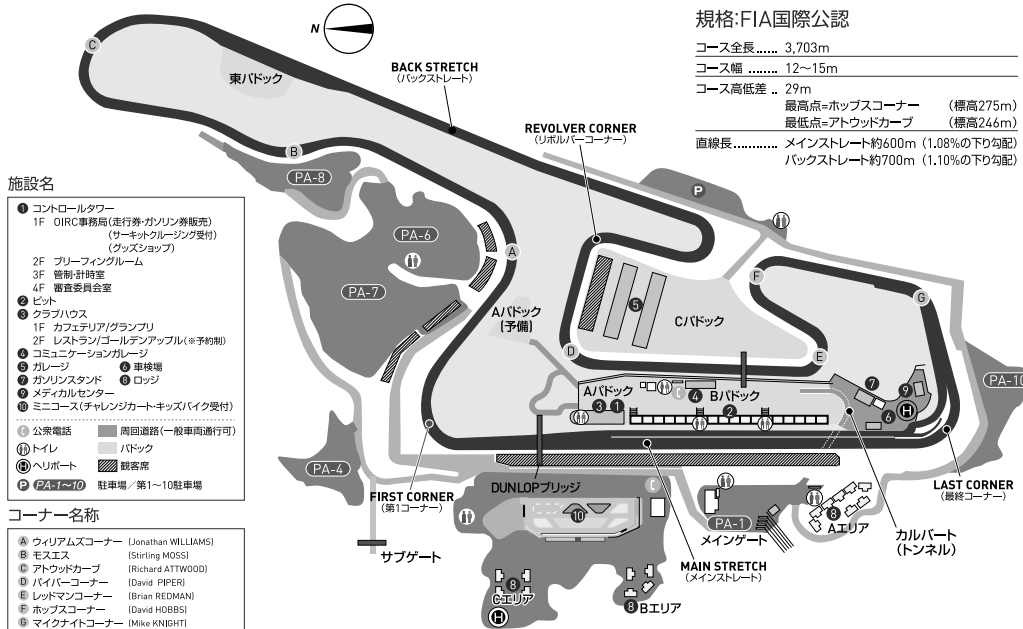 規格:FIA国際公認
コース全長 ...... 3,703m
コース幅 ........ 12〜15m
コース高低差 .. 29m
最高点=ホッブスコーナー (標高275m)
最低点=アトウッドカーブ (標高246m)
直線長 ........... メインストレート約600m (1.08%の下り勾配)
バックストレート約700m (1.10%の下り勾配)
N
C
東パドック
BACK STRETCH
(バックストレート)
REVOLVER CORNER
(リボルバーコーナー)
B
PA-8
P
PA-6
A
PA-7
F
G
Aパドック
(予備)
5
Cパドック
D
E
PA-10
Aパドック
Bパドック
4
7
9
3 1
2
6
H
PA-4
FIRST CORNER
(第1コーナー)
DUNLOPブリッジ
LAST CORNER
(最終コーナー)
10
PA-1
メインゲート
8
Aエリア
カルバート
(トンネル)
サブゲート
MAIN STRETCH
(メインストレート)
8
Cエリア
H
8 Bエリア
施設名
1 コントロールタワー
1F OIRC事務局(走行券・ガソリン券販売)
(サーキットクルージング受付)
(グッズショップ)
2F ブリーフィングルーム
3F 管制・計時室
4F 審査委員会室
2 ピット
3 クラブハウス
1F カフェテリア/グランプリ
2F レストラン/ゴールデンアップル(※予約制)
4 コミュニケーションガレージ
5 ガレージ 6 車検場
7 ガソリンスタンド 8 ロッジ
9 メディカルセンター
10 ミニコース(チャレンジカート・キッズバイク受付)
公衆電話 周回道路(一般車両通行可)
トイレ パドック
H ヘリポート 観客席
P PA-1〜10 駐車場/第1〜10駐車場
コーナー名称
A ウィリアムズコーナー (Jonathan WILLIAMS)
B モスエス (Stirling MOSS)
C アトウッドカーブ (Richard ATTWOOD)
D パイパーコーナー (David PIPER)
E レッドマンコーナー (Brian REDMAN)
F ホッブスコーナー (David HOBBS)
G マイクナイトコーナー (Mike KNIGHT)